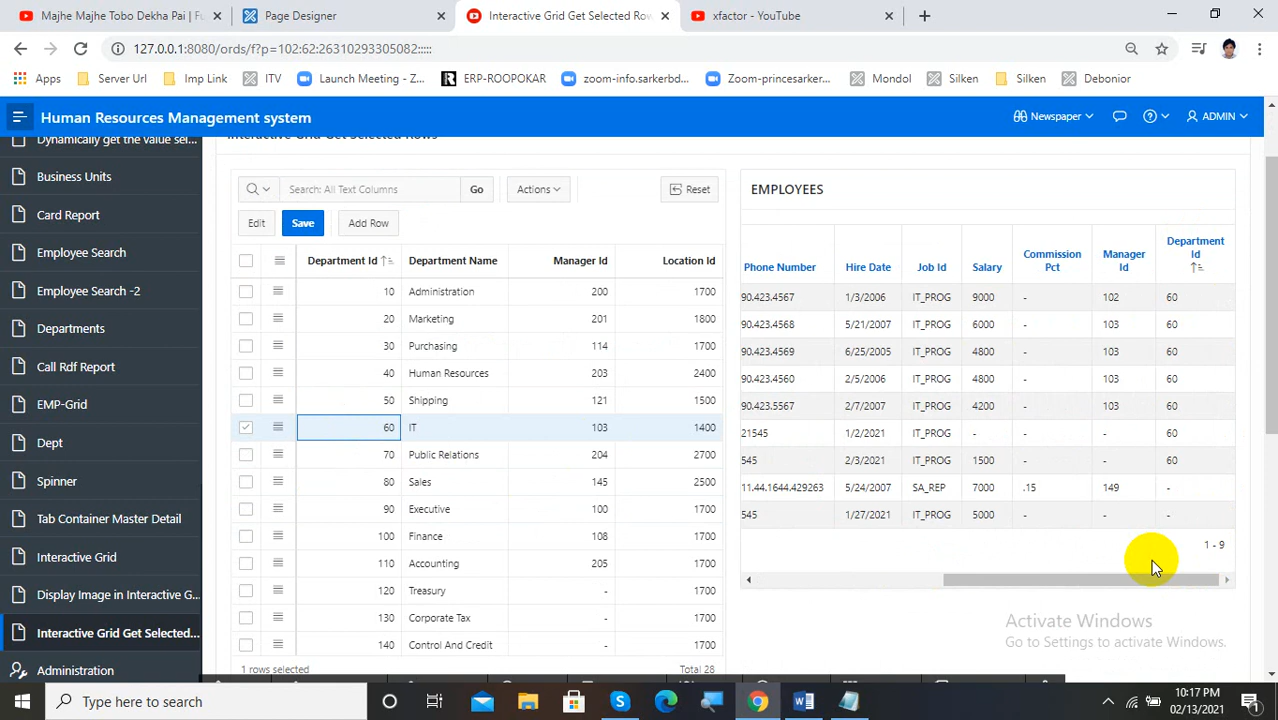 Majhe Majhe Tobo Dekha Pai | Fu
Page Designer
Interactive Grid Get Selected Row
xfactor - YouTube
127.0.0.1:8080/ords/f?p=102:62:26310293305082:::::
Apps
Server Url
Imp Link
ITV
Launch Meeting - Z...
ERP-ROOPOKAR
zoom-info.sarkerbd...
Zoom-princesarker...
Mondol
Silken
Silken
Debonior
Human Resources Management system
Newspaper
ADMIN
Dynamically get the value sel...
Business Units
Card Report
Employee Search
Employee Search -2
Departments
Call Rdf Report
EMP-Grid
Dept
Spinner
Tab Container Master Detail
Interactive Grid
Display Image in Interactive G...
Interactive Grid Get Selected...
Administration
Interactive Grid Get Selected Rows
Search: All Text Columns
Go
Actions
Reset
Edit
Save
Add Row
Department Id Department Name Manager Id Location Id
10 Administration 200 1700
20 Marketing 201 1800
30 Purchasing 114 1700
40 Human Resources 203 2400
50 Shipping 121 1500
60 IT 103 1400
70 Public Relations 204 2700
80 Sales 145 2500
90 Executive 100 1700
100 Finance 108 1700
110 Accounting 205 1700
120 Treasury - 1700
130 Corporate Tax - 1700
140 Control And Credit - 1700
1 rows selected
Total 28
EMPLOYEES
Phone Number Hire Date Job Id Salary Commission Pct Manager Id Department Id
90.423.4567 1/3/2006 IT_PROG 9000 - 102 60
90.423.4568 5/21/2007 IT_PROG 6000 - 103 60
90.423.4569 6/25/2005 IT_PROG 4800 - 103 60
90.423.4560 2/5/2006 IT_PROG 4800 - 103 60
90.423.5567 2/7/2007 IT_PROG 4200 - 103 60
21545 1/2/2021 IT_PROG - - - 60
545 2/3/2021 IT_PROG 1500 - - 60
11.44.1644.429263 5/24/2007 SA_REP 7000 .15 149 -
545 1/27/2021 IT_PROG 5000 - - -
1 - 9
Activate Windows
Go to Settings to activate Windows.
Type here to search
10:17 PM
02/13/2021